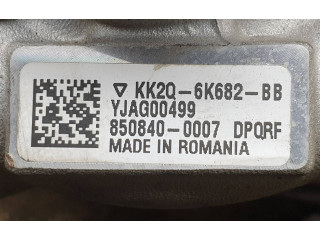 KK2Q-6K682-BB
YJAG00499
850840-0007 DPQRF
MADE IN ROMANIA